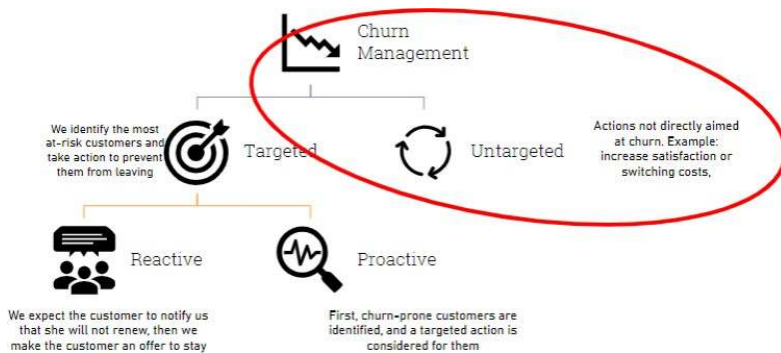 Churn
Management
We identify the most
at-risk customers and
take action to prevent
them from leaving
Targeted
Untargeted
Actions not directly aimed
at churn. Example:
increase satisfaction or
switching costs,
Reactive
Proactive
We expect the customer to notify us
that she will not renew, then we
make the customer an offer to stay
First, churn-prone customers are
identified, and a targeted action is
considered for them